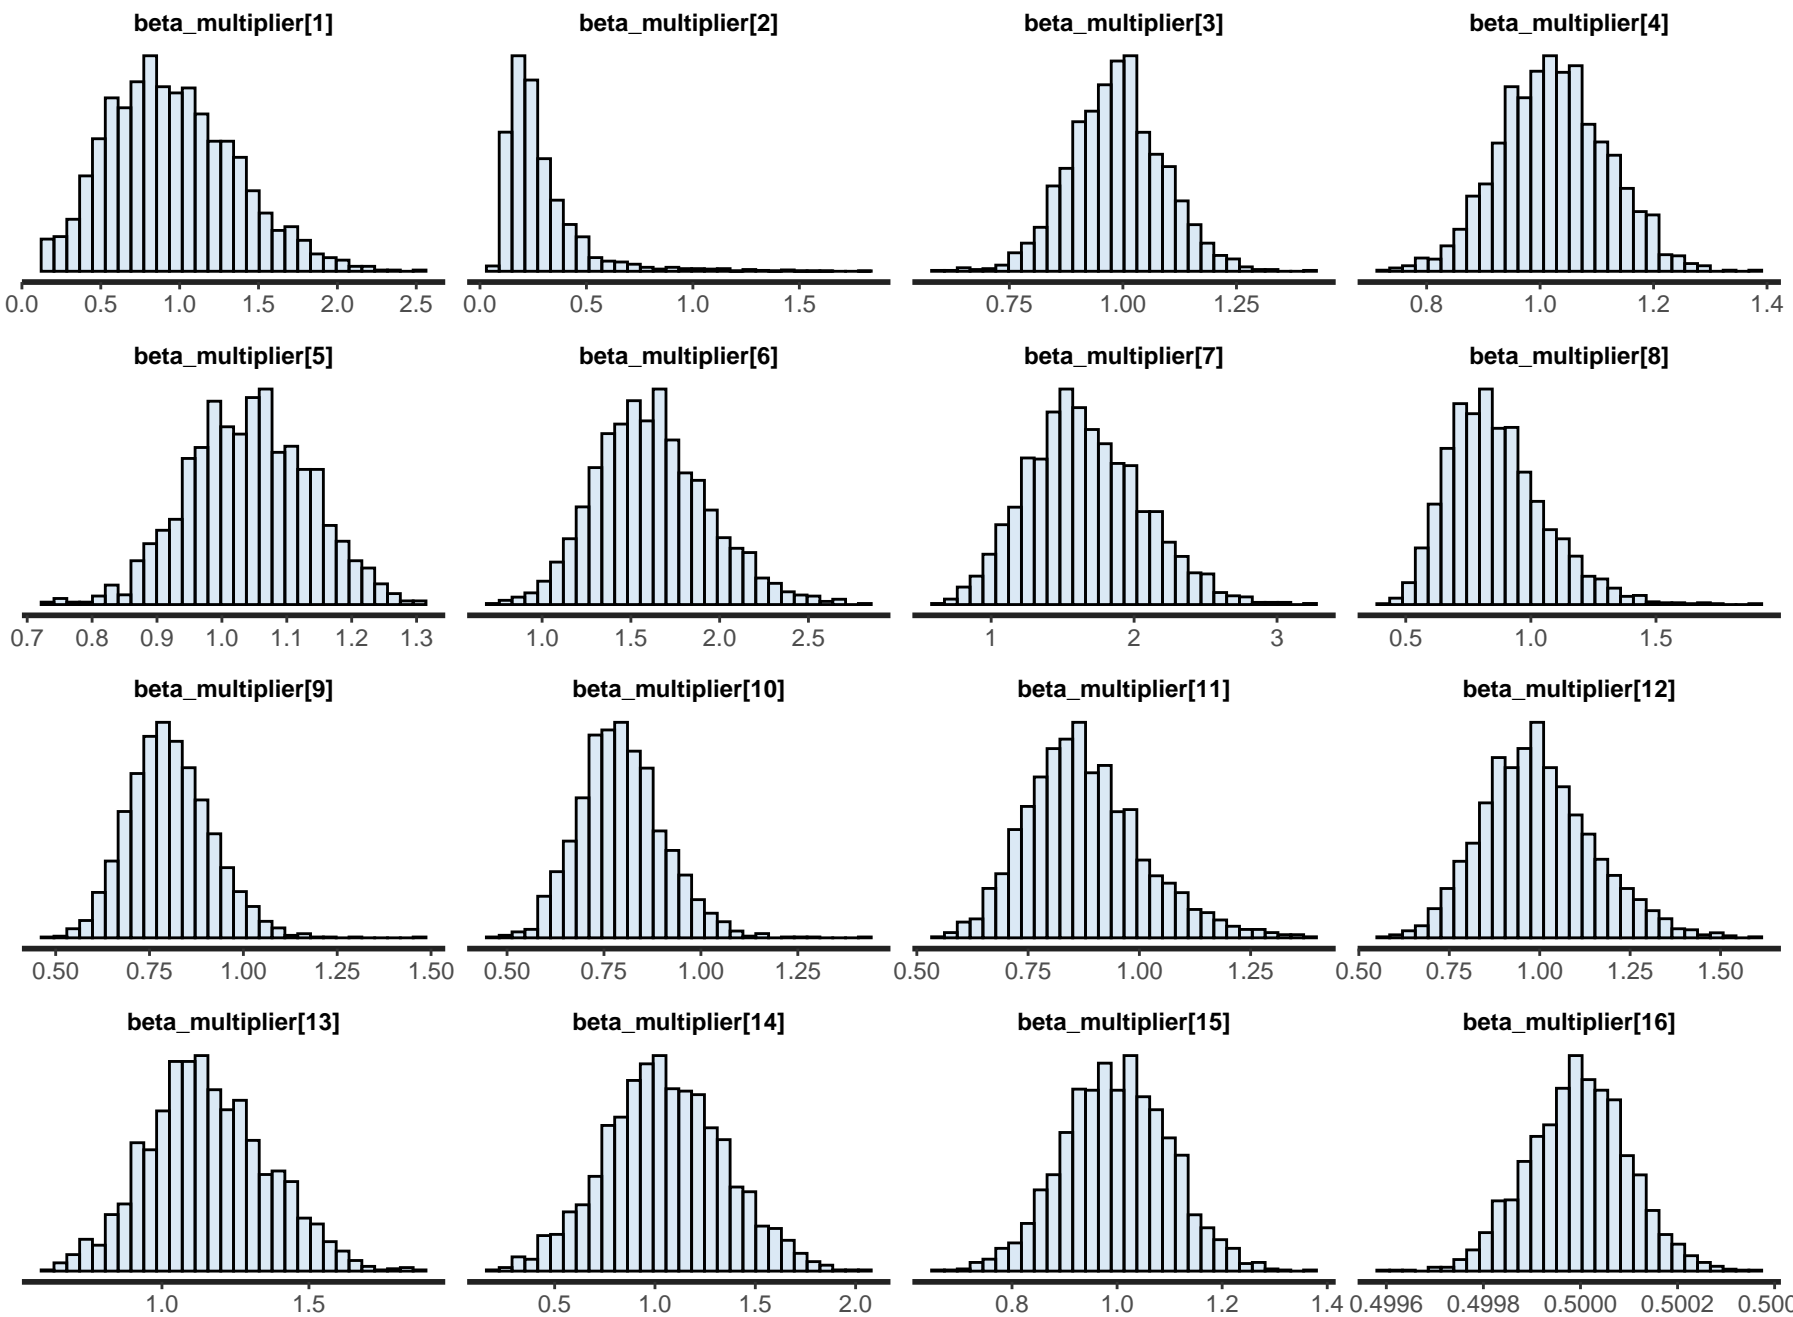 beta_multiplier[1] beta_multiplier[2] beta_multiplier[3] beta_multiplier[4]
0.0 0.5 1.0 1.5 2.0 2.5 0.0 0.5 1.0 1.5 0.75 1.00 1.25 0.8 1.0 1.2 1.4
beta_multiplier[5] beta_multiplier[6] beta_multiplier[7] beta_multiplier[8]
0.7 0.8 0.9 1.0 1.1 1.2 1.3 1.0 1.5 2.0 2.5 1 2 3 0.5 1.0 1.5
beta_multiplier[9] beta_multiplier[10] beta_multiplier[11] beta_multiplier[12]
0.50 0.75 1.00 1.25 1.50 0.50 0.75 1.00 1.25 0.50 0.75 1.00 1.25 0.50 0.75 1.00 1.25 1.50
beta_multiplier[13] beta_multiplier[14] beta_multiplier[15] beta_multiplier[16]
1.0 1.5 0.5 1.0 1.5 2.0 0.8 1.0 1.2 1.4 0.4996 0.4998 0.5000 0.5002